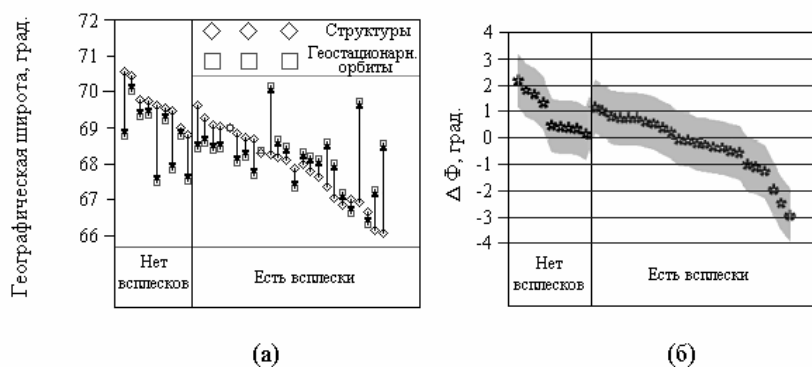 72
71
70
69
68
67
66
Географическая широта, град.
Структуры
Геостационарн.
орбиты
Нет
всплесков
Есть всплески
(а)
4
3
2
1
0
-1
-2
-3
-4
Δ Φ, град.
Нет
всплесков
Есть всплески
(б)